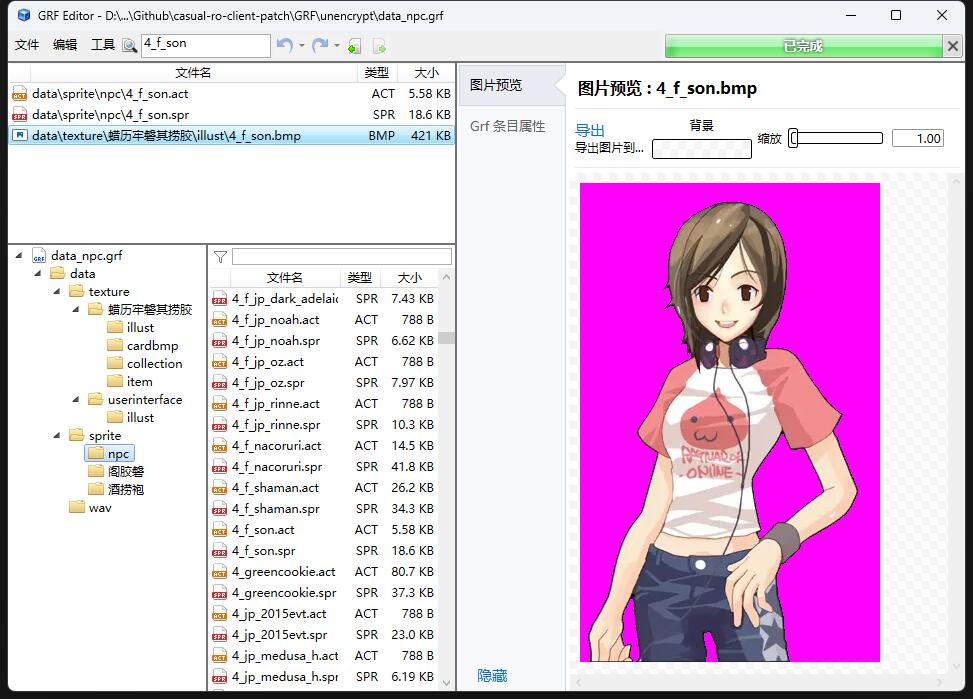 GRF Editor - D:\...\Github\casual-ro-client-patch\GRF\unencrypt\data_npc.grf
文件 编辑 工具 4_f_son
已完成
文件名 类型 大小
data\sprite\npc\4_f_son.act ACT 5.58 KB
data\sprite\npc\4_f_son.spr SPR 18.6 KB
data\texture\蜡历牢磐其捞胶\illust\4_f_son.bmp BMP 421 KB
data_npc.grf
data
texture
蜡历牢磐其捞胶
illust
cardbmp
collection
item
userinterface
illust
sprite
npc
阁胶磐
酒捞袍
wav
文件名 类型 大小
4_f_jp_dark_adelaid SPR 7.43 KB
4_f_jp_noah.act ACT 788 B
4_f_jp_noah.spr SPR 6.62 KB
4_f_jp_oz.act ACT 788 B
4_f_jp_oz.spr SPR 7.97 KB
4_f_jp_rinne.act ACT 788 B
4_f_jp_rinne.spr SPR 10.3 KB
4_f_nacoruri.act ACT 14.5 KB
4_f_nacoruri.spr SPR 41.8 KB
4_f_shaman.act ACT 26.2 KB
4_f_shaman.spr SPR 34.3 KB
4_f_son.act ACT 5.58 KB
4_f_son.spr SPR 18.6 KB
4_greencookie.act ACT 80.7 KB
4_greencookie.spr SPR 37.3 KB
4_jp_2015evt.act ACT 788 B
4_jp_2015evt.spr SPR 23.0 KB
4_jp_medusa_h.act ACT 788 B
4_jp_medusa_h.spr SPR 6.19 KB
图片预览
Grf 条目属性
隐藏
图片预览 : 4_f_son.bmp
导出
导出图片到...
背景
缩放 1.00
RAGNAROK
ONLINE